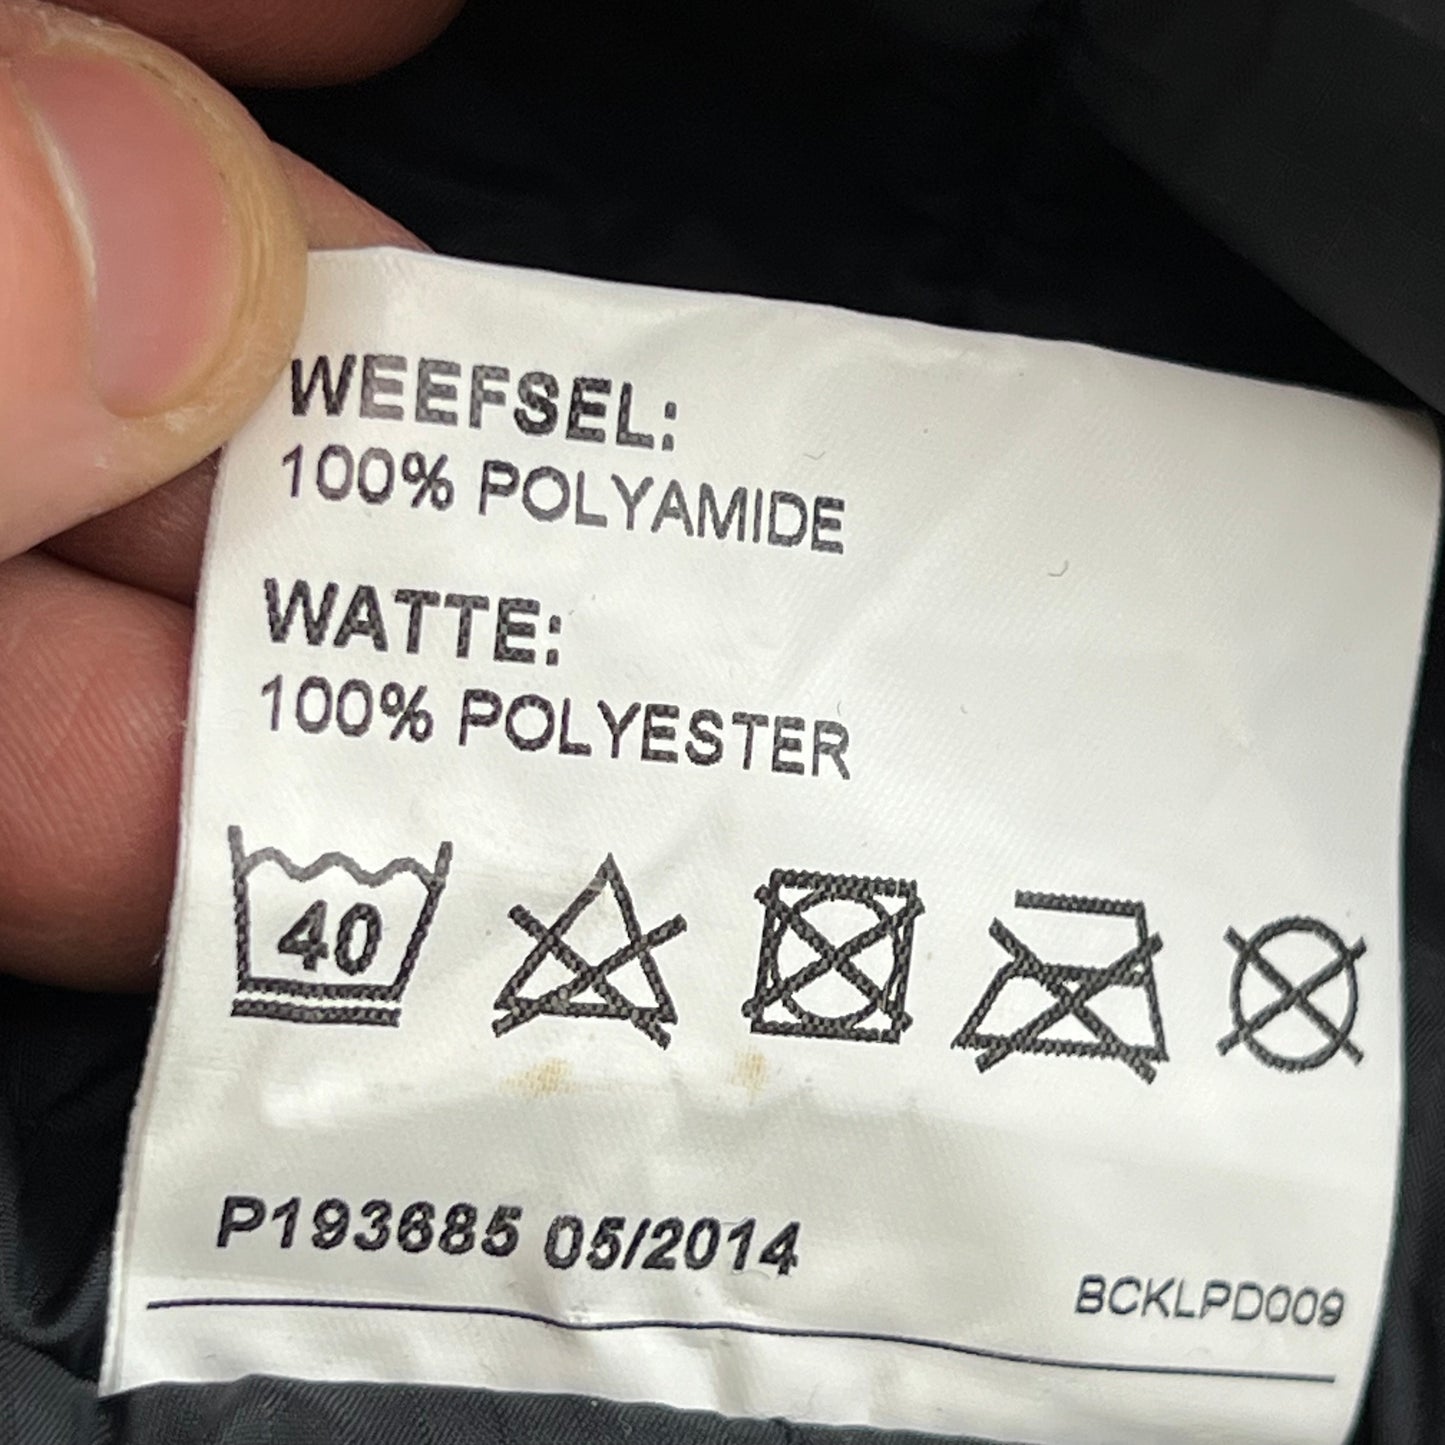 WEEFSEL:
100% POLYAMIDE
WATTE:
100% POLYESTER
40
P193685 05/2014
BCKLPD009